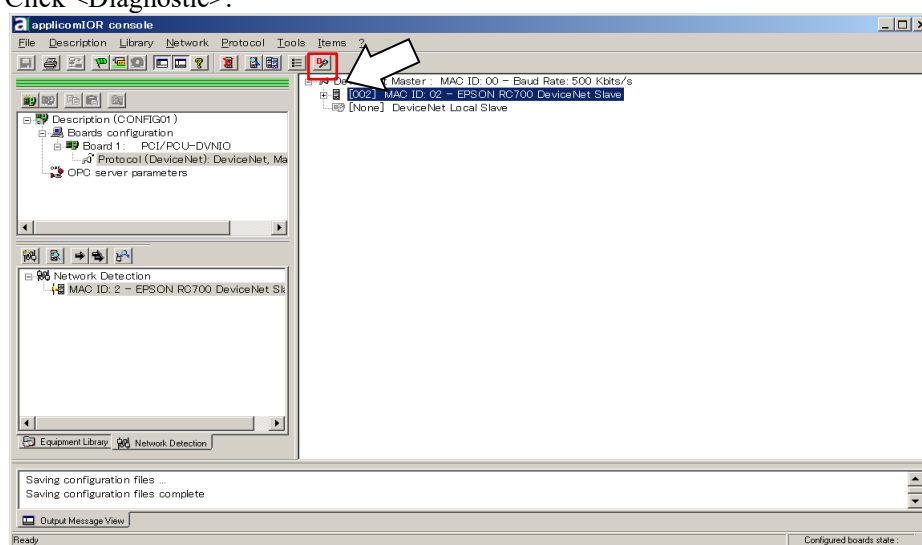 Click <Diagnostic>.
applicomIOR console
File Description Library Network Protocol Tools Items ?
Master : MAC ID: 00 - Baud Rate: 500 Kbits/s
[002] MAC ID: 02 - EPSON RC700 DeviceNet Slave
[None] DeviceNet Local Slave
Description (CONFIG01)
Boards configuration
Board 1: PCI/PCU-DVNIO
Protocol (DeviceNet): DeviceNet, Ma
OPC server parameters
Network Detection
MAC ID: 2 - EPSON RC700 DeviceNet Sl
Equipment Library Network Detection
Saving configuration files ...
Saving configuration files complete
Output Message View
Ready Configured boards state :